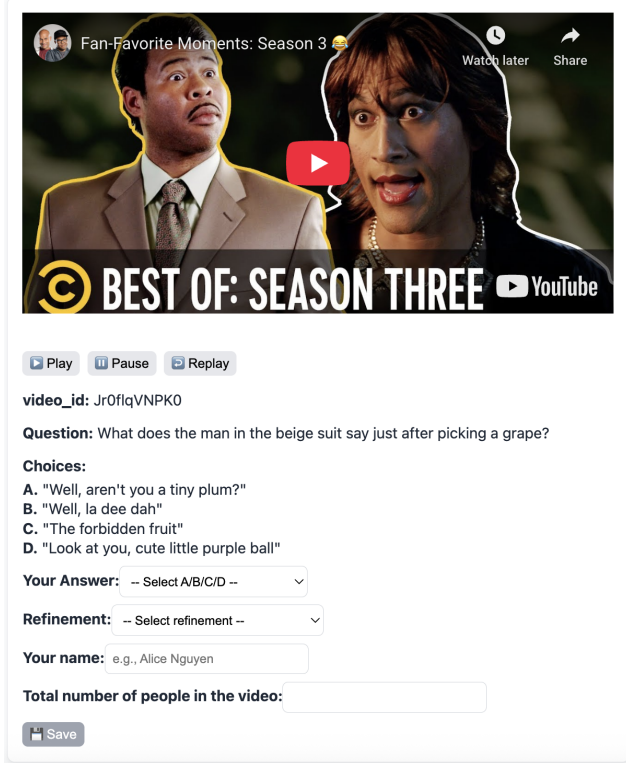 Fan-Favorite Moments: Season 3 😂
Watch later
Share
BEST OF: SEASON THREE
YouTube
Play
Pause
Replay
video_id: Jr0flqVNPK0
Question: What does the man in the beige suit say just after picking a grape?
Choices:
A. "Well, aren't you a tiny plum?"
B. "Well, la dee dah"
C. "The forbidden fruit"
D. "Look at you, cute little purple ball"
Your Answer: -- Select A/B/C/D --
Refinement: -- Select refinement --
Your name: e.g., Alice Nguyen
Total number of people in the video:
Save